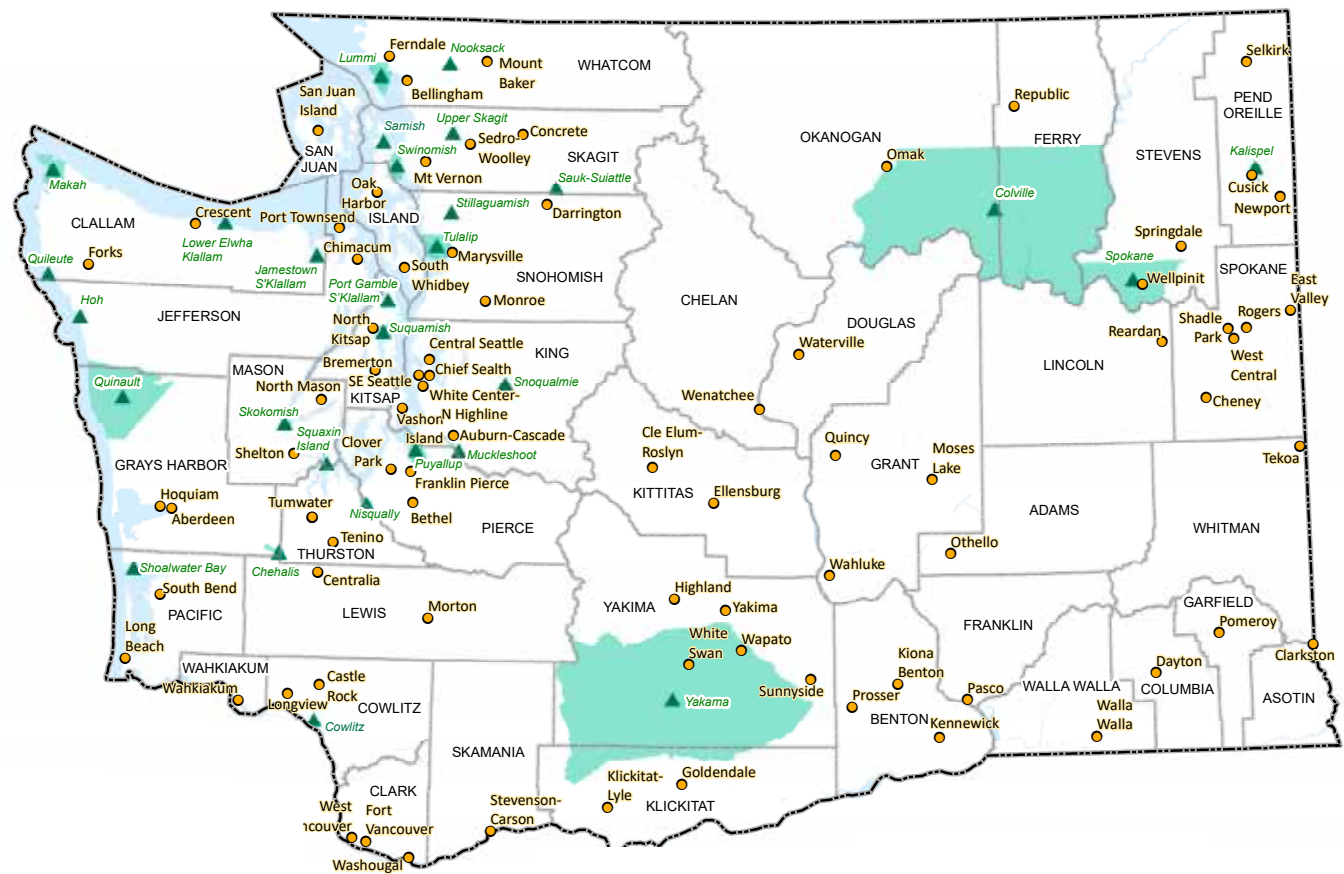 Ferndale
Nooksack
Lummi
Mount
Baker
WHATCOM
Bellingham
San Juan
Island
SAN
JUAN
Samish
Upper Skagit
Sedro-
Woolley
Concrete
SKAGIT
Swinomish
Mt Vernon
Sauk-Suiattle
Oak
Harbor
ISLAND
Stillaguamish
Darrington
Makah
CLALLAM
Crescent
Port Townsend
Lower Elwha
Klallam
Forks
Quileute
Chimacum
Jamestown
S'Klallam
Tulalip
Marysville
South
Whidbey
SNOHOMISH
Port Gamble
S'Klallam
Monroe
Hoh
JEFFERSON
North
Kitsap
Suquamish
Central Seattle
KING
Bremerton
SE Seattle
Chief Sealth
KITSAP
White Center-
N Highline
Snoqualmie
MASON
North Mason
Quinault
Skokomish
Squaxin
Island
Shelton
Vashon
Island
Auburn-Cascade
Clover
Park
Puyallup
Muckleshoot
Franklin Pierce
GRAYS HARBOR
Hoquiam
Aberdeen
Tumwater
Nisqually
Bethel
PIERCE
Tenino
THURSTON
Chehalis
Centralia
Shoalwater Bay
South Bend
PACIFIC
LEWIS
Morton
Long
Beach
WAHKIAKUM
Wahkiakum
Castle
Rock
Longview
COWLITZ
Cowlitz
SKAMANIA
CLARK
West
ncouver
Fort
Vancouver
Washougal
Stevenson-
Carson
OKANOGAN
Omak
Republic
FERRY
Colville
STEVENS
Selkirk
PEND
OREILLE
Kalispel
Cusick
Newport
Springdale
Spokane
Wellpinit
SPOKANE
East
Valley
Rogers
Shadle
Park
West
Central
Reardan
Cheney
CHELAN
DOUGLAS
Waterville
Wenatchee
LINCOLN
Tekoa
Cle Elum-
Roslyn
KITTITAS
Ellensburg
Quincy
GRANT
Moses
Lake
ADAMS
WHITMAN
Othello
Wahluke
YAKIMA
Highland
Yakima
White
Swan
Wapato
Yakama
Sunnyside
Prosser
Kiona
Benton
BENTON
Kennewick
Pasco
FRANKLIN
WALLA WALLA
Walla
Walla
Dayton
COLUMBIA
GARFIELD
Pomeroy
Clarkston
ASOTIN
Klickitat-
Lyle
Goldendale
KLICKITAT